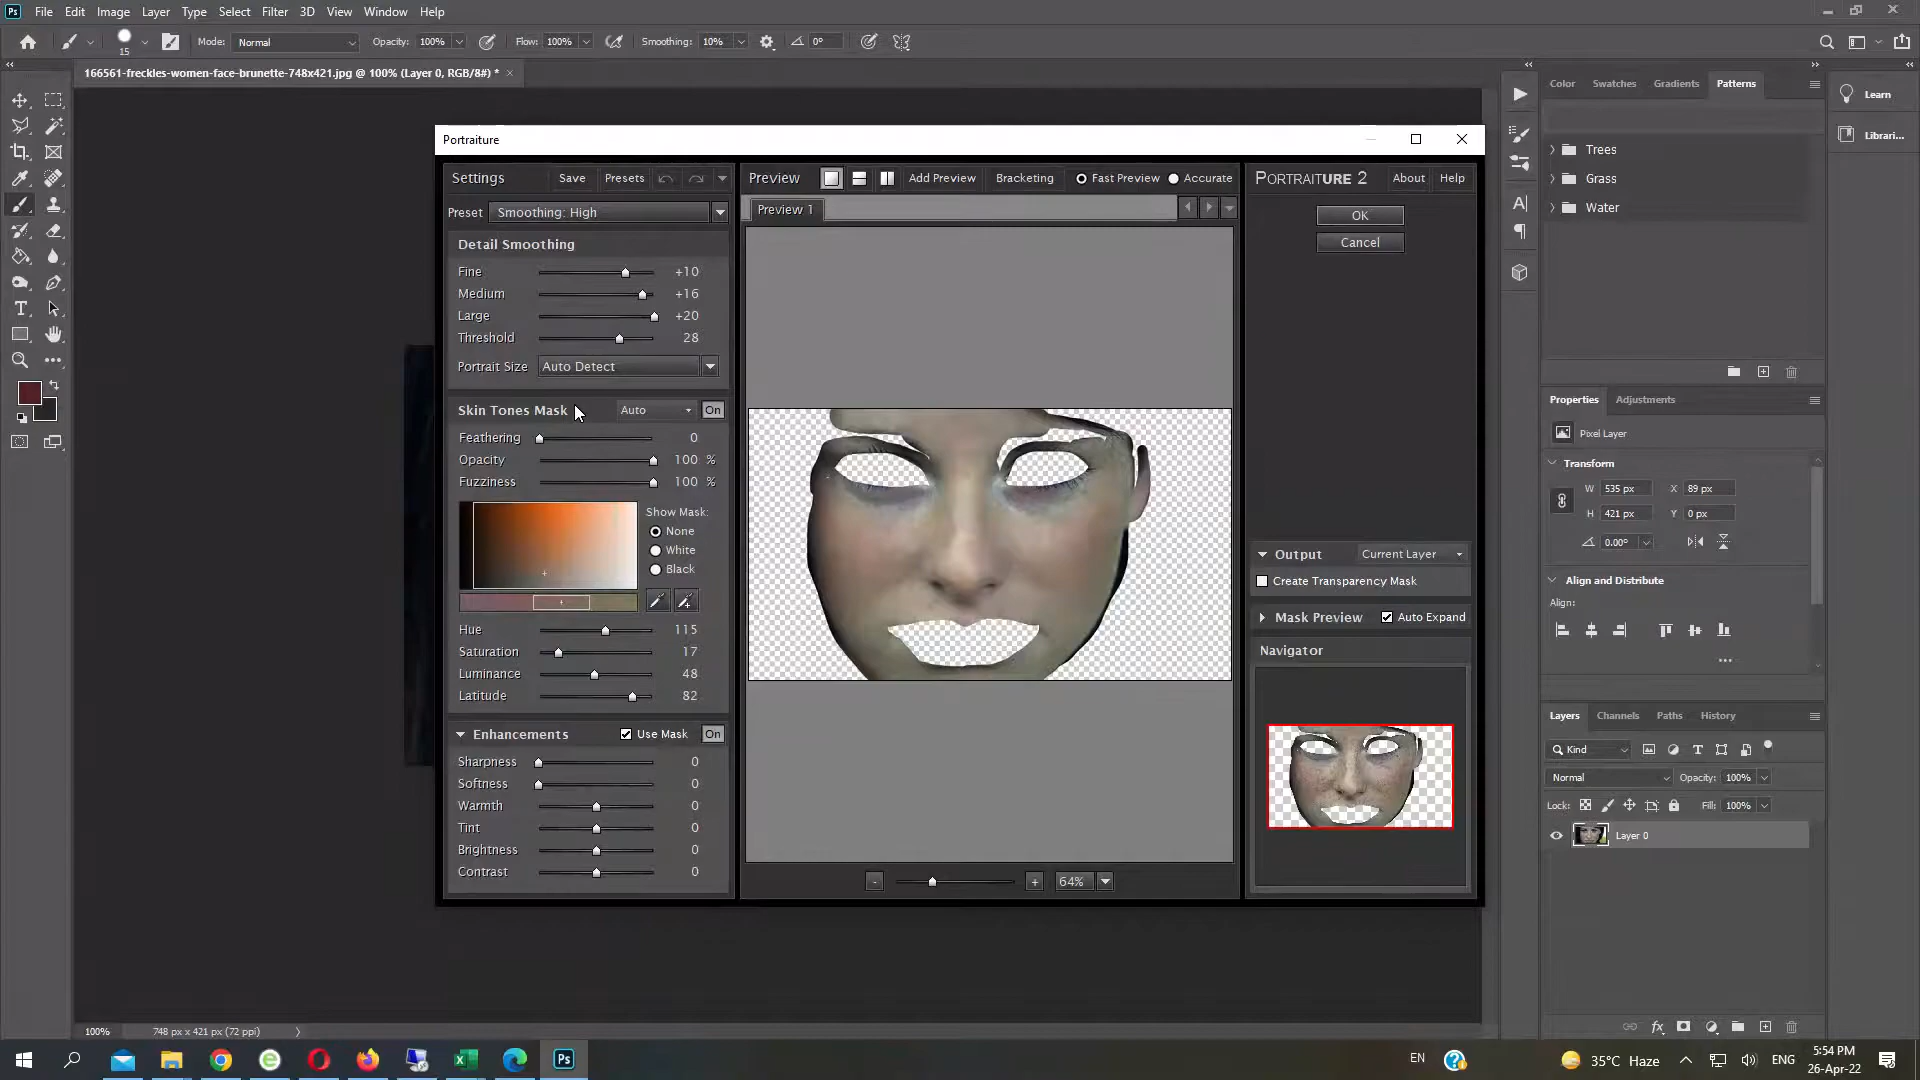 Ps File Edit Image Layer Type Select Filter 3D View Window Help
15 Mode: Normal Opacity: 100% Flow: 100% Smoothing: 10% 0°
166561-freckles-women-face-brunette-748x421.jpg @ 100% (Layer 0, RGB/8#) *
Color Swatches Gradients Patterns
Learn
Librari...
Trees
Grass
Water
Portraiture
Settings Save Presets
Preset Smoothing: High
Detail Smoothing
Fine +10
Medium +16
Large +20
Threshold 28
Portrait Size Auto Detect
Skin Tones Mask Auto On
Feathering 0
Opacity 100 %
Fuzziness 100 %
Show Mask:
None
White
Black
Hue 115
Saturation 17
Luminance 48
Latitude 82
Enhancements Use Mask On
Sharpness 0
Softness 0
Warmth 0
Tint 0
Brightness 0
Contrast 0
Preview Add Preview Bracketing Fast Preview Accurate
Preview 1
- + 64%
PORTRAITURE 2 About Help
OK
Cancel
Output Current Layer
Create Transparency Mask
Mask Preview Auto Expand
Navigator
Properties Adjustments
Pixel Layer
Transform
W 535 px X 89 px
H 421 px Y 0 px
0.00°
Align and Distribute
Align:
Layers Channels Paths History
Kind
Normal Opacity: 100%
Lock: Fill: 100%
Layer 0
fx
100% 748 px x 421 px (72 ppi)
Ps EN 35°C Haze ENG 5:54 PM
26-Apr-22